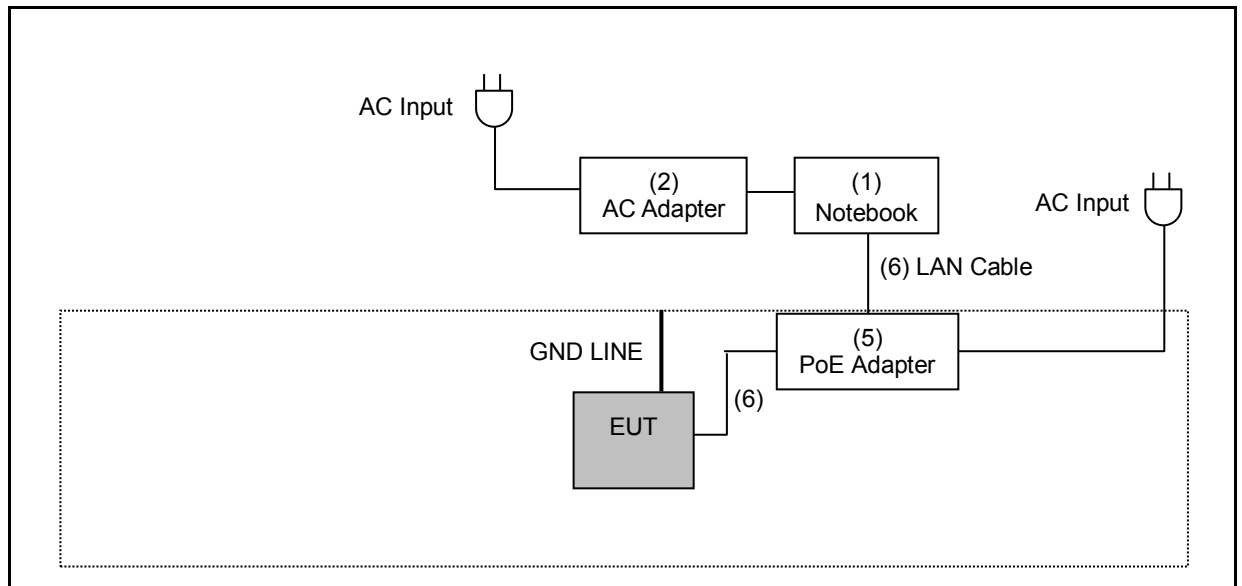 AC Input
(2)
AC Adapter
(1)
Notebook
AC Input
(6) LAN Cable
GND LINE
(5)
PoE Adapter
(6)
EUT